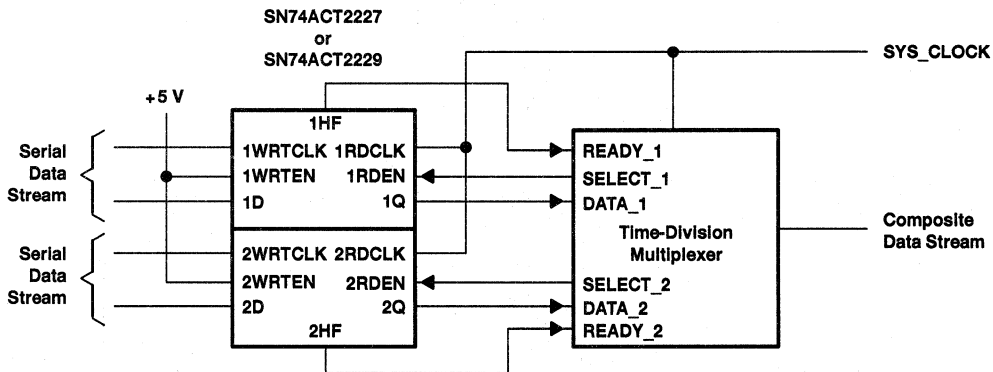 SN74ACT2227
or
SN74ACT2229
SYS_CLOCK
+5 V
1HF
Serial
Data
Stream
1WRTCLK 1RDCLK
1WRTEN 1RDEN
1D 1Q
READY_1
SELECT_1
DATA_1
Time-Division
Multiplexer
Composite
Data Stream
Serial
Data
Stream
2WRTCLK 2RDCLK
2WRTEN 2RDEN
2D 2Q
2HF
SELECT_2
DATA_2
READY_2